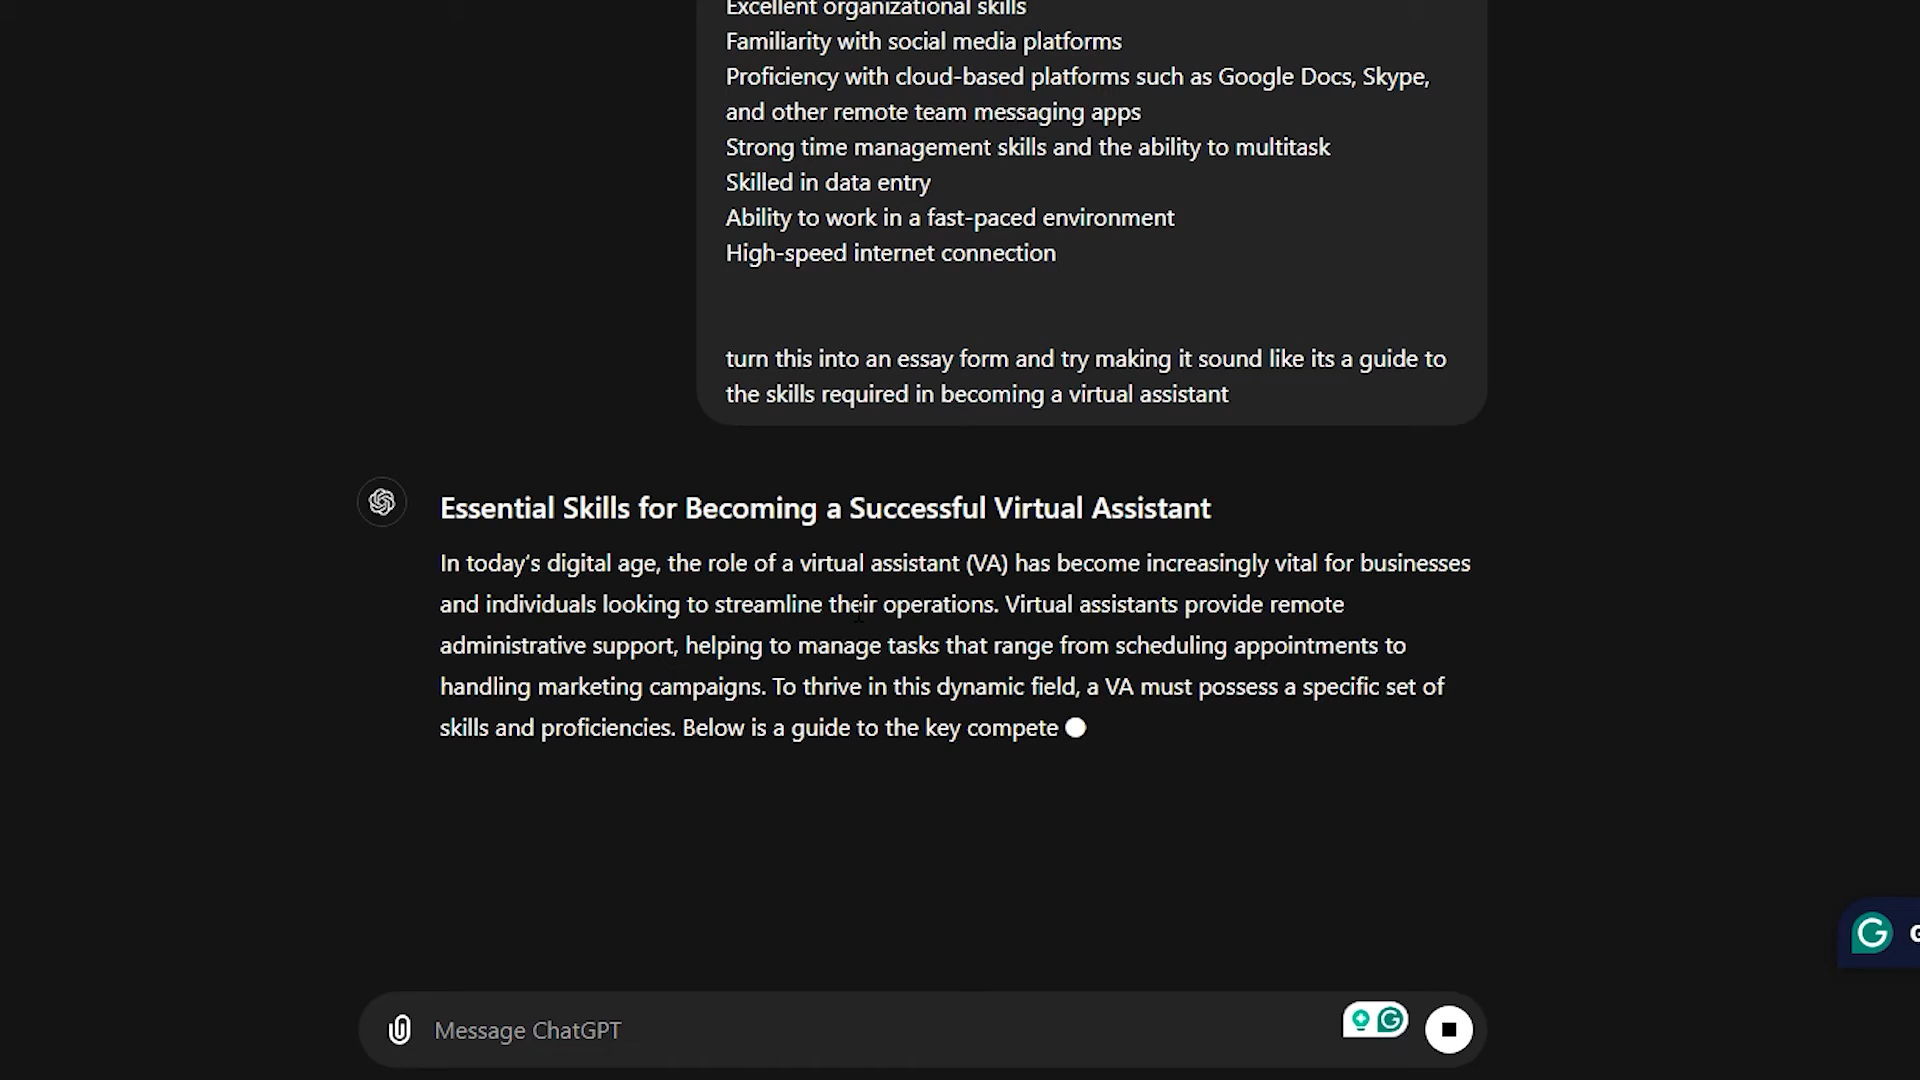 Excellent organizational skills
Familiarity with social media platforms
Proficiency with cloud-based platforms such as Google Docs, Skype,
and other remote team messaging apps
Strong time management skills and the ability to multitask
Skilled in data entry
Ability to work in a fast-paced environment
High-speed internet connection
turn this into an essay form and try making it sound like its a guide to
the skills required in becoming a virtual assistant
Essential Skills for Becoming a Successful Virtual Assistant
In today's digital age, the role of a virtual assistant (VA) has become increasingly vital for businesses
and individuals looking to streamline their operations. Virtual assistants provide remote
administrative support, helping to manage tasks that range from scheduling appointments to
handling marketing campaigns. To thrive in this dynamic field, a VA must possess a specific set of
skills and proficiencies. Below is a guide to the key compete
G
Message ChatGPT